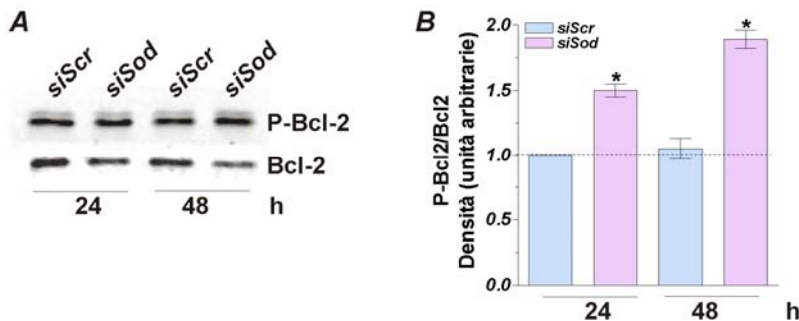 A
siScr siSod siScr siSod
P-Bcl-2
Bcl-2
24 48 h
B
siScr
siSod
P-Bcl2/Bcl2
Densità (unità arbitrarie)
2.0
1.5
1.0
0.5
0.0
* *
24 48 h